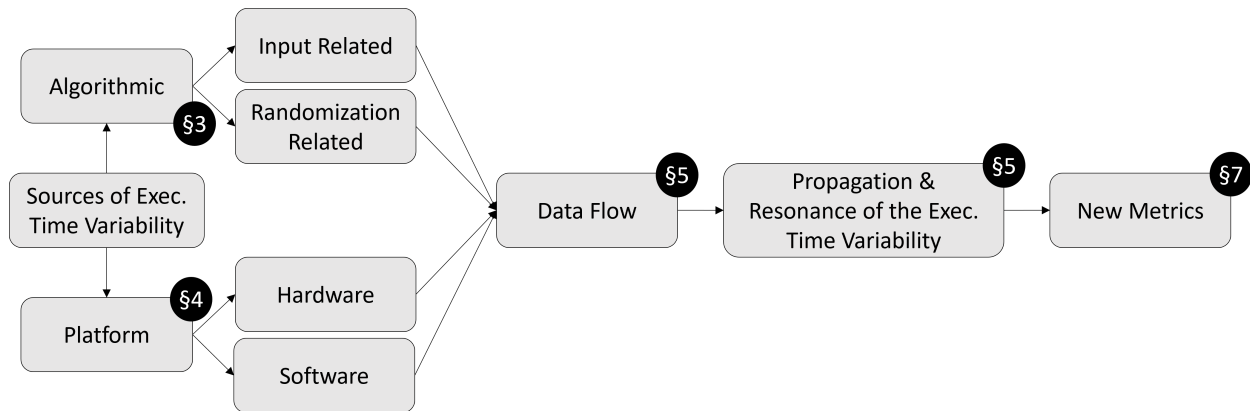 Input Related
Algorithmic
§3
Randomization
Related
Sources of Exec.
Time Variability
§4
Platform
Hardware
Software
Data Flow
§5
Propagation &
Resonance of the Exec.
Time Variability
§5
New Metrics
§7